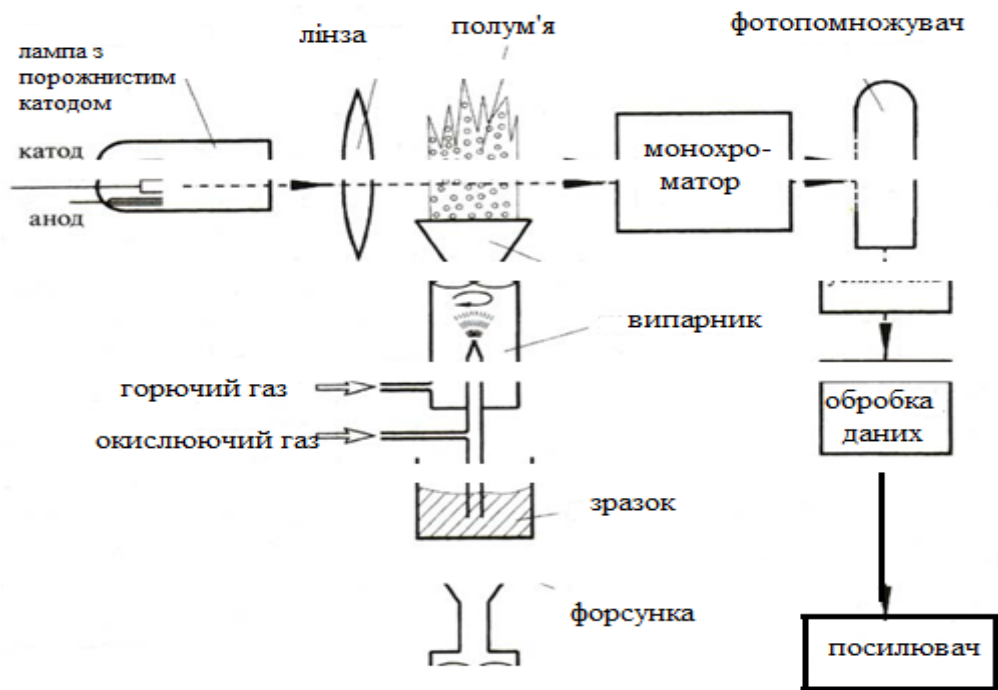 лінза
полум'я
фотопомножувач
лампа з
порожнистим
катодом
катод
анод
монохро-
матор
випарник
горючий газ
окислюючий газ
обробка
даних
зразок
форсунка
посилювач